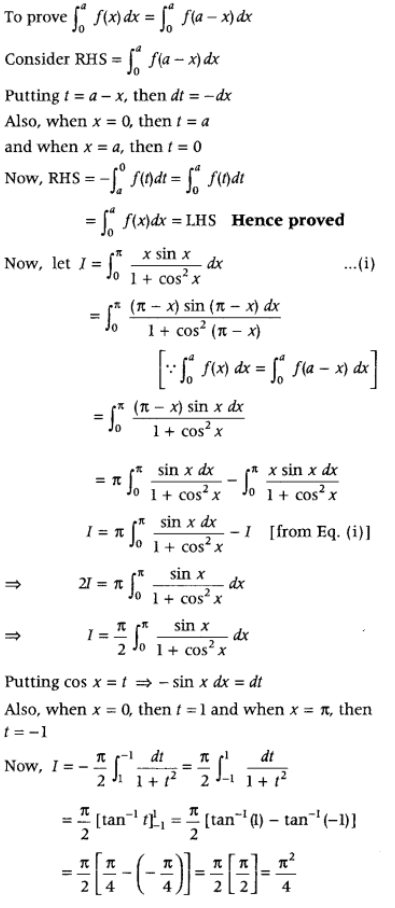 To prove ∫₀ᵃ f(x) dx = ∫₀ᵃ f(a – x) dx
Consider RHS = ∫₀ᵃ f(a – x) dx
Putting t = a – x, then dt = –dx
Also, when x = 0, then t = a
and when x = a, then t = 0
Now, RHS = –∫ₐ⁰ f(t)dt = ∫₀ᵃ f(t)dt
= ∫₀ᵃ f(x)dx = LHS Hence proved
Now, let I = ∫₀^π (x sin x)/(1 + cos² x) dx ...(i)
= ∫₀^π ((π – x) sin (π – x) dx)/(1 + cos² (π – x))
[∵ ∫₀ᵃ f(x) dx = ∫₀ᵃ f(a – x) dx]
= ∫₀^π ((π – x) sin x dx)/(1 + cos² x)
= π ∫₀^π (sin x dx)/(1 + cos² x) – ∫₀^π (x sin x dx)/(1 + cos² x)
I = π ∫₀^π (sin x dx)/(1 + cos² x) – I [from Eq. (i)]
⇒ 2I = π ∫₀^π (sin x)/(1 + cos² x) dx
⇒ I = π/2 ∫₀^π (sin x)/(1 + cos² x) dx
Putting cos x = t ⇒ – sin x dx = dt
Also, when x = 0, then t = 1 and when x = π, then
t = –1
Now, I = – π/2 ∫₁^–1 dt/(1 + t²) = π/2 ∫₋₁^1 dt/(1 + t²)
= π/2 [tan⁻¹ t]¹₋₁ = π/2 [tan⁻¹ (1) – tan⁻¹ (–1)]
= π/2 [π/4 – (–π/4)] = π/2 [π/2] = π²/4